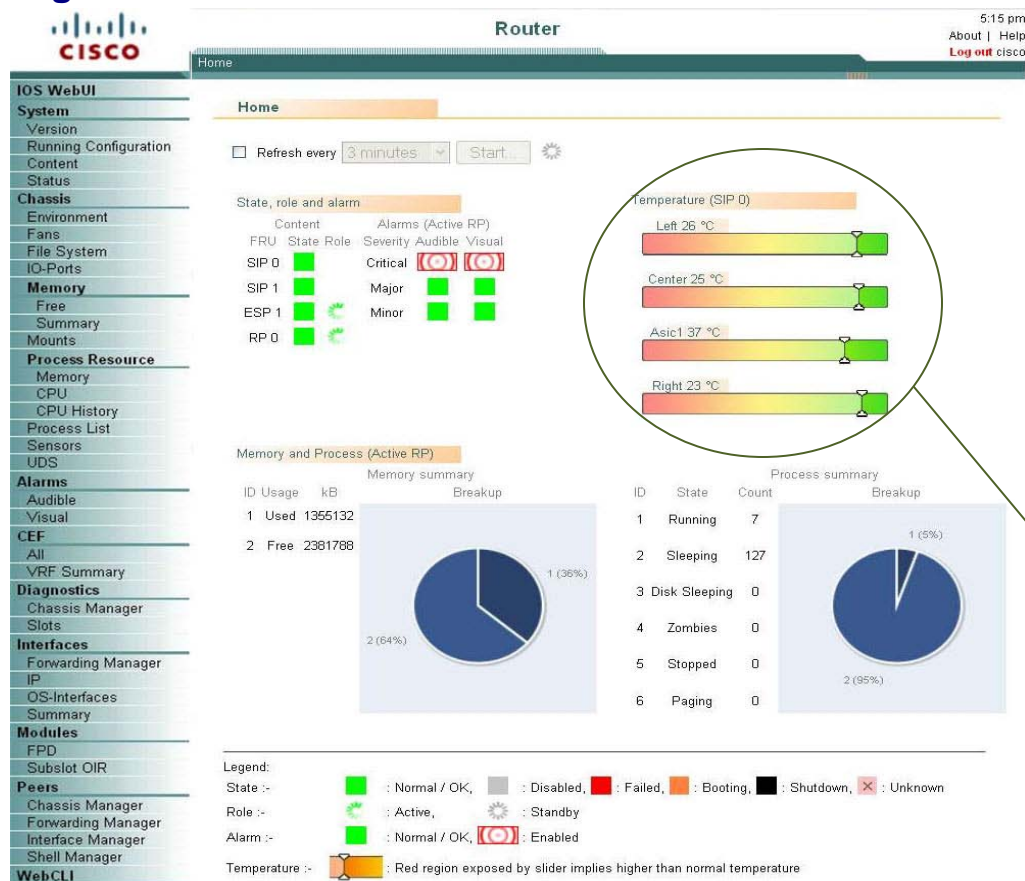 CISCO
Router
5:15 pm
About | Help
Log out cisco
Home
IOS WebUI
System
Version
Running Configuration
Content
Status
Chassis
Environment
Fans
File System
IO-Ports
Memory
Free
Summary
Mounts
Process Resource
Memory
CPU
CPU History
Process List
Sensors
UDS
Alarms
Audible
Visual
CEF
All
VRF Summary
Diagnostics
Chassis Manager
Slots
Interfaces
Forwarding Manager
IP
OS-Interfaces
Summary
Modules
FPD
Subslot OIR
Peers
Chassis Manager
Forwarding Manager
Interface Manager
Shell Manager
WebCLI
Home
Refresh every 3 minutes Start...
State, role and alarm
Content Alarms (Active RP)
FRU State Role Severity Audible Visual
SIP 0 Critical
SIP 1 Major
ESP 1 Minor
RP 0
Temperature (SIP 0)
Left 26 °C
Center 25 °C
Asic1 37 °C
Right 23 °C
Memory and Process (Active RP)
Memory summary
ID Usage kB Breakup
1 Used 1355132
2 Free 2381788
1 (36%)
2 (64%)
Process summary
ID State Count Breakup
1 Running 7
2 Sleeping 127
3 Disk Sleeping 0
4 Zombies 0
5 Stopped 0
6 Paging 0
1 (5%)
2 (95%)
Legend:
State :- : Normal / OK, : Disabled, : Failed, : Booting, : Shutdown, : Unknown
Role :- : Active, : Standby
Alarm :- : Normal / OK, : Enabled
Temperature :- : Red region exposed by slider implies higher than normal temperature